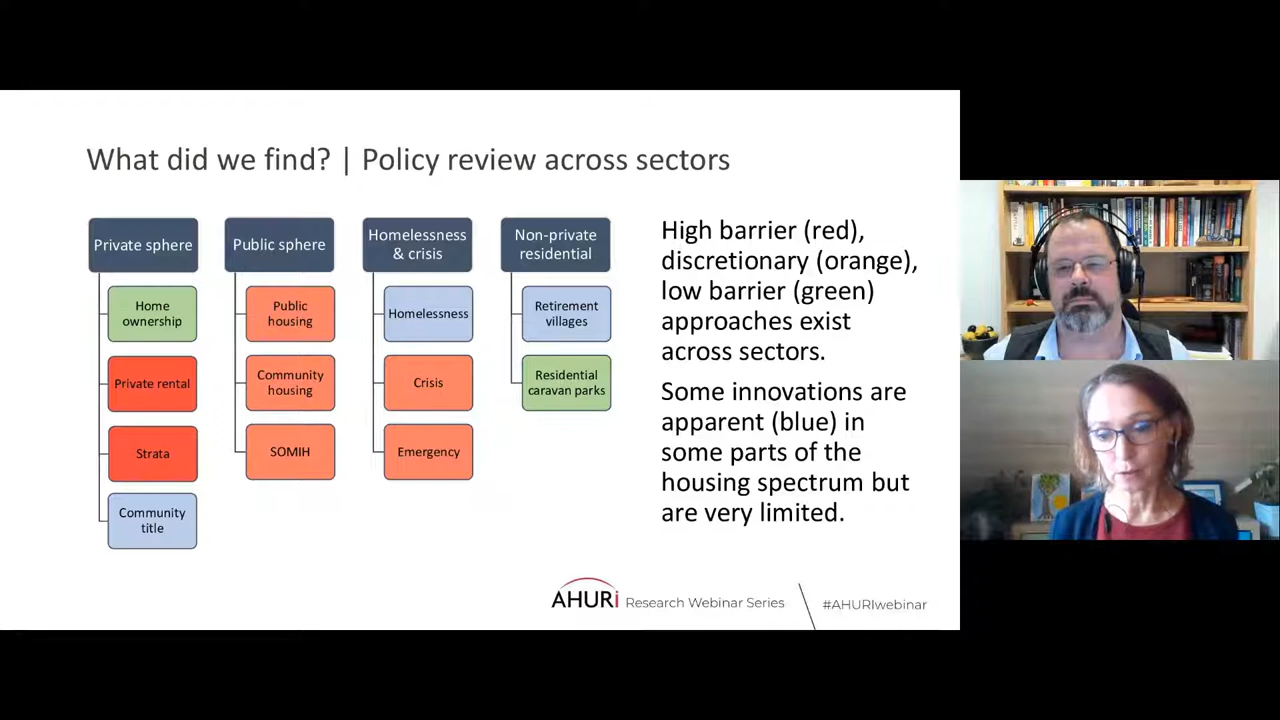 What did we find? | Policy review across sectors
Private sphere
Home
ownership
Private rental
Strata
Community
title
Public sphere
Public
housing
Community
housing
SOMIH
Homelessness
& crisis
Homelessness
Crisis
Emergency
Non-private
residential
Retirement
villages
Residential
caravan parks
High barrier (red),
discretionary (orange),
low barrier (green)
approaches exist
across sectors.
Some innovations are
apparent (blue) in
some parts of the
housing spectrum but
are very limited.
AHURi Research Webinar Series
#AHURIwebinar